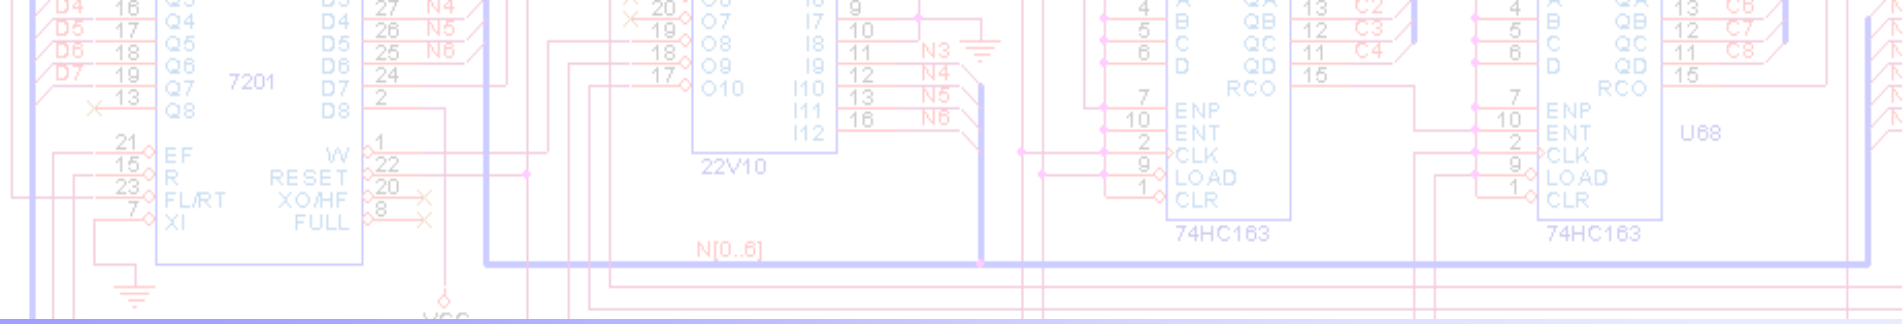 D4 16 Q4 D4 27 N4
D5 17 Q5 D5 26 N5
D6 18 Q6 D6 25 N6
D7 19 Q7 D7 24
13 Q8 D8 2
7201
21 EF W 1
15 R RESET 22
23 FL/RT XO/HF 20
7 XI FULL 8
20 O7 I7 9
19 O8 I8 10
18 O9 I9 11 N3
17 O10 I10 12 N4
I11 13 N5
I12 16 N6
22V10
N[0..6]
4 B QB 13 C2
5 C QC 12 C3
6 D QD 11 C4
RCO 15
7 ENP
10 ENT
2 CLK
9 LOAD
1 CLR
74HC163
4 B QB 13 C6
5 C QC 12 C7
6 D QD 11 C8
RCO 15
7 ENP
10 ENT
2 CLK
9 LOAD
1 CLR
U68
74HC163